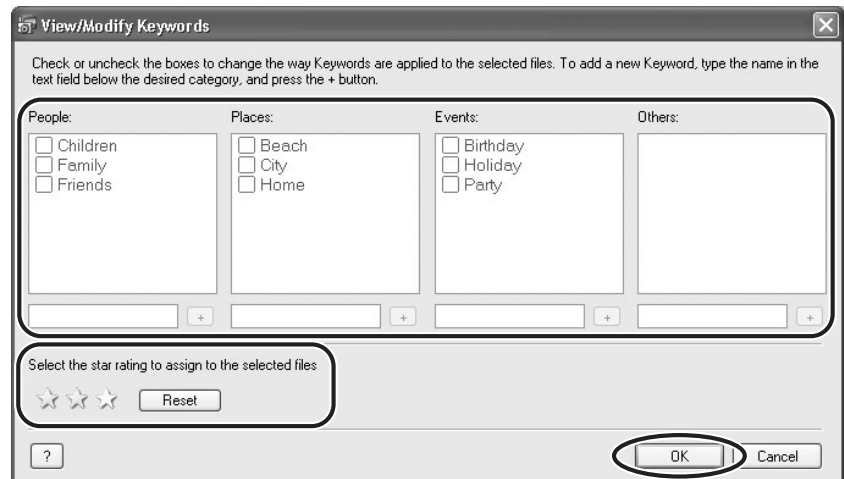 View/Modify Keywords
Check or uncheck the boxes to change the way Keywords are applied to the selected files. To add a new Keyword, type the name in the
text field below the desired category, and press the + button.
People:
Places:
Events:
Others:
Children
Family
Friends
Beach
City
Home
Birthday
Holiday
Party
+
+
+
+
Select the star rating to assign to the selected files
Reset
?
OK
Cancel